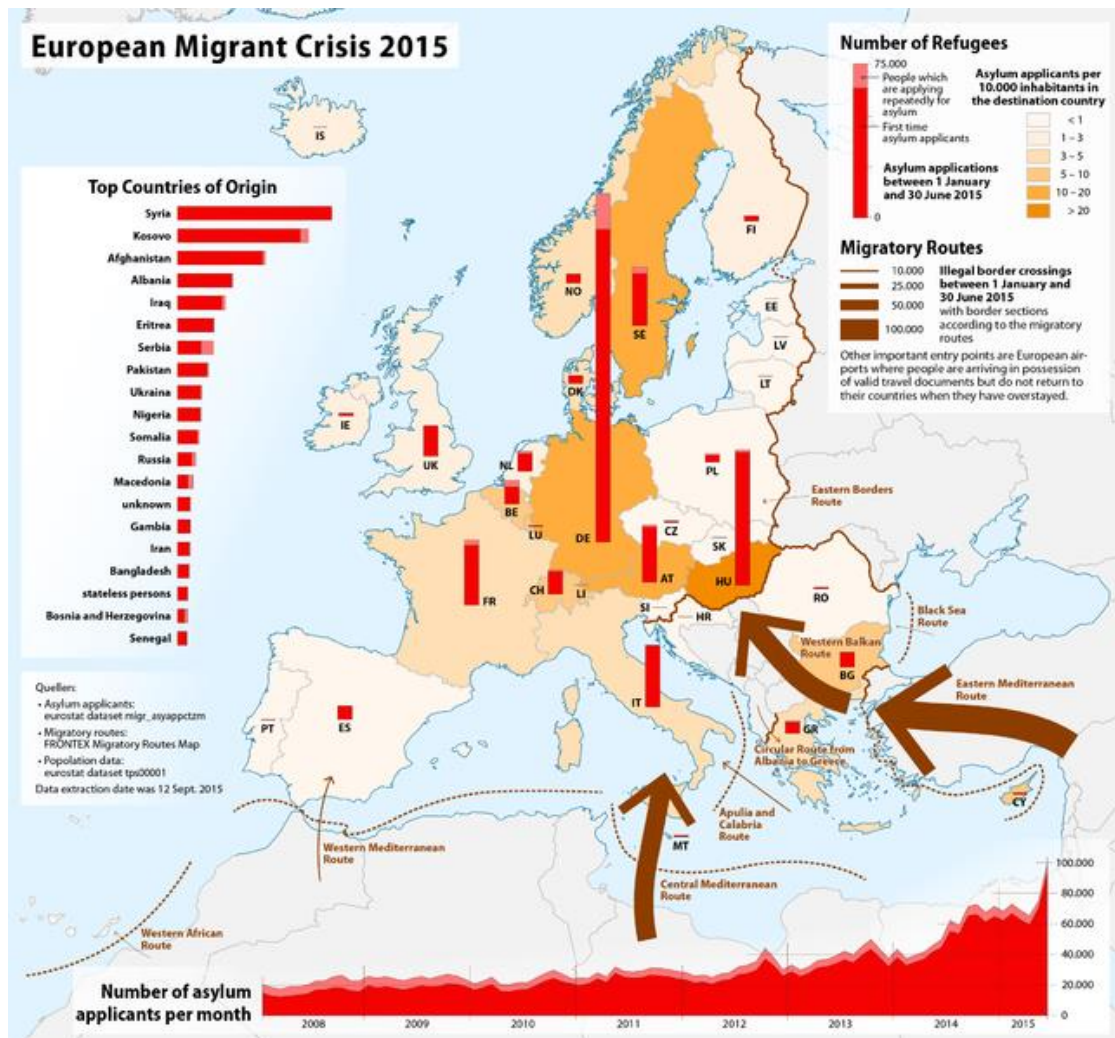 European Migrant Crisis 2015
Number of Refugees
75.000
People which
are applying
repeatedly for
asylum
First time
asylum applicants
Asylum applications
between 1 January
and 30 June 2015
0
Asylum applicants per
10.000 inhabitants in
the destination country
< 1
1 – 3
3 – 5
5 – 10
10 – 20
> 20
Migratory Routes
10.000
25.000
50.000
100.000
Illegal border crossings
between 1 January and
30 June 2015
with border sections
according to the migratory
routes
Other important entry points are European air-
ports where people are arriving in possession
of valid travel documents but do not return to
their countries when they have overstayed.
Top Countries of Origin
Syria
Kosovo
Afghanistan
Albania
Iraq
Eritrea
Serbia
Pakistan
Ukraina
Nigeria
Somalia
Russia
Macedonia
unknown
Gambia
Iran
Bangladesh
stateless persons
Bosnia and Herzegovina
Senegal
Quellen:
• Asylum applicants:
eurostat dataset migr_asyappctzm
• Migratory routes:
FRONTEX Migratory Routes Map
• Popolation data:
eurostat dataset tps00001
Data extraction date was 12 Sept. 2015
IS
FI
NO
SE
EE
LV
LT
DK
IE
UK
NL
BE
LU
DE
PL
CZ
SK
AT
HU
CH
LI
FR
SI
HR
RO
BG
IT
PT
ES
GR
MT
CY
Eastern Borders
Route
Black Sea
Route
Western Balkan
Route
Eastern Mediterranean
Route
Circular Route from
Albania to Greece
Apulia and
Calabria
Route
Central Mediterranean
Route
Western Mediterranean
Route
Western African
Route
Number of asylum
applicants per month
100.000
80.000
60.000
40.000
20.000
0
2008
2009
2010
2011
2012
2013
2014
2015